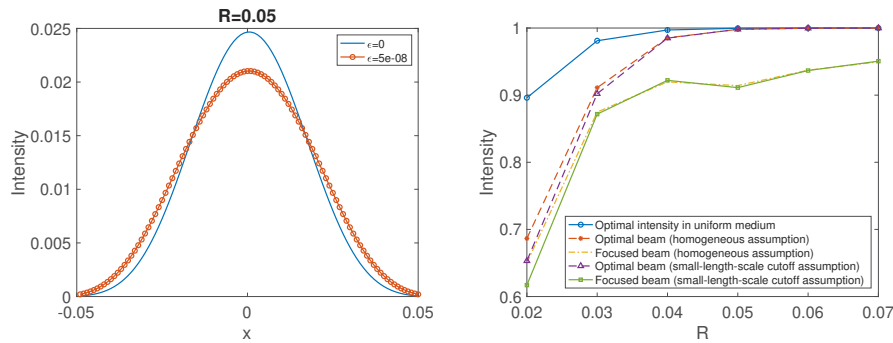 R=0.05
0.025
0.02
0.015
0.01
0.005
0
-0.05
0
0.05
x
Intensity
ϵ=0
ϵ=5e-08
1
0.9
0.8
0.7
0.6
0.02
0.03
0.04
0.05
0.06
0.07
R
Intensity
Optimal intensity in uniform medium
Optimal beam (homogeneous assumption)
Focused beam (homogeneous assumption)
Optimal beam (small-length-scale cutoff assumption)
Focused beam (small-length-scale cutoff assumption)